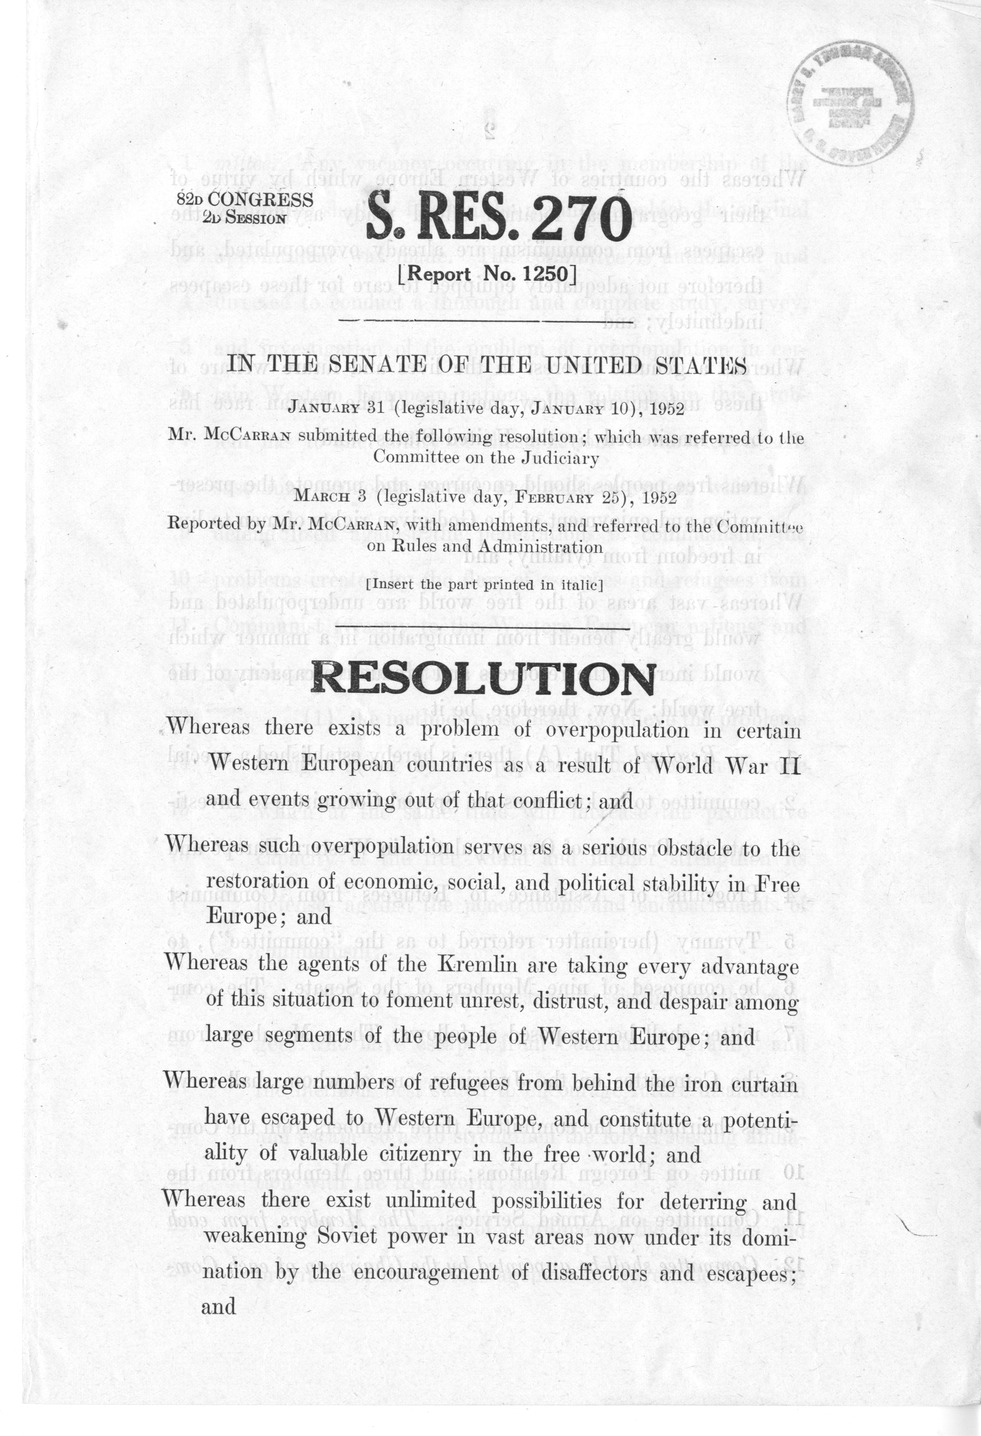 82D CONGRESS
2D SESSION
S. RES. 270
[Report No. 1250]
IN THE SENATE OF THE UNITED STATES
JANUARY 31 (legislative day, JANUARY 10), 1952
Mr. MCCARRAN submitted the following resolution; which was referred to the
Committee on the Judiciary
MARCH 3 (legislative day, FEBRUARY 25), 1952
Reported by Mr. MCCARRAN, with amendments, and referred to the Committee
on Rules and Administration
[Insert the part printed in italic]
RESOLUTION
Whereas there exists a problem of overpopulation in certain
Western European countries as a result of World War II
and events growing out of that conflict; and
Whereas such overpopulation serves as a serious obstacle to the
restoration of economic, social, and political stability in Free
Europe; and
Whereas the agents of the Kremlin are taking every advantage
of this situation to foment unrest, distrust, and despair among
large segments of the people of Western Europe; and
Whereas large numbers of refugees from behind the iron curtain
have escaped to Western Europe, and constitute a potenti-
ality of valuable citizenry in the free world; and
Whereas there exist unlimited possibilities for deterring and
weakening Soviet power in vast areas now under its domi-
nation by the encouragement of disaffectors and escapees;
and